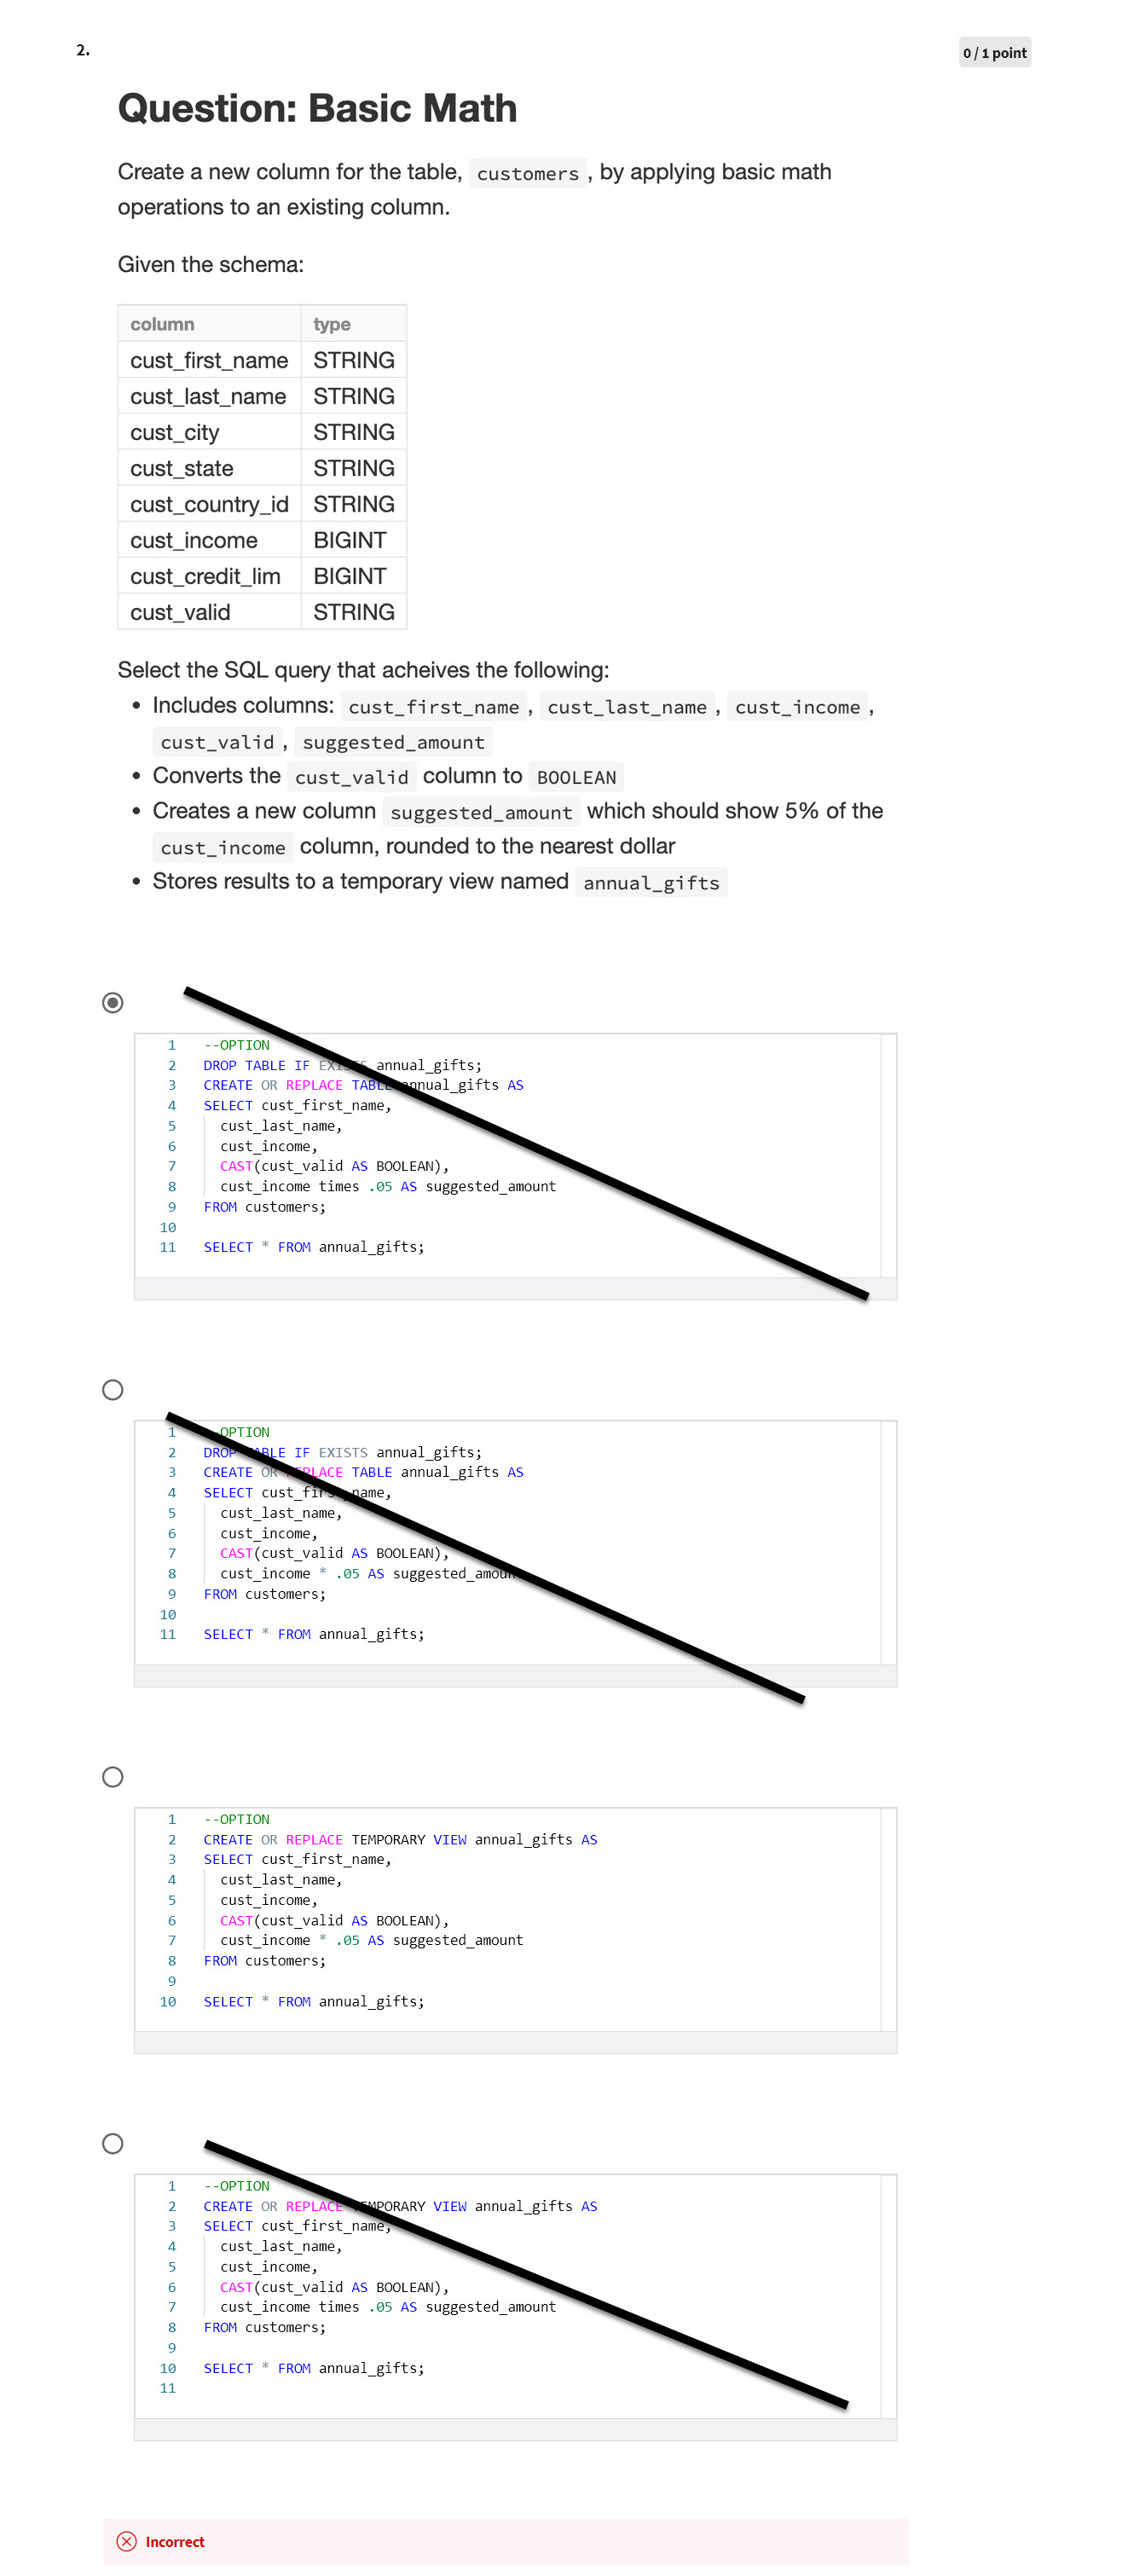 2.
0 / 1 point
Question: Basic Math
Create a new column for the table, customers , by applying basic math
operations to an existing column.
Given the schema:
column type
cust_first_name STRING
cust_last_name STRING
cust_city STRING
cust_state STRING
cust_country_id STRING
cust_income BIGINT
cust_credit_lim BIGINT
cust_valid STRING
Select the SQL query that acheives the following:
• Includes columns: cust_first_name , cust_last_name , cust_income ,
cust_valid , suggested_amount
• Converts the cust_valid column to BOOLEAN
• Creates a new column suggested_amount which should show 5% of the
cust_income column, rounded to the nearest dollar
• Stores results to a temporary view named annual_gifts
1 --OPTION
2 DROP TABLE IF EXISTS annual_gifts;
3 CREATE OR REPLACE TABLE annual_gifts AS
4 SELECT cust_first_name,
5 cust_last_name,
6 cust_income,
7 CAST(cust_valid AS BOOLEAN),
8 cust_income times .05 AS suggested_amount
9 FROM customers;
10
11 SELECT * FROM annual_gifts;
1 --OPTION
2 DROP TABLE IF EXISTS annual_gifts;
3 CREATE OR REPLACE TABLE annual_gifts AS
4 SELECT cust_first_name,
5 cust_last_name,
6 cust_income,
7 CAST(cust_valid AS BOOLEAN),
8 cust_income * .05 AS suggested_amount
9 FROM customers;
10
11 SELECT * FROM annual_gifts;
1 --OPTION
2 CREATE OR REPLACE TEMPORARY VIEW annual_gifts AS
3 SELECT cust_first_name,
4 cust_last_name,
5 cust_income,
6 CAST(cust_valid AS BOOLEAN),
7 cust_income * .05 AS suggested_amount
8 FROM customers;
9
10 SELECT * FROM annual_gifts;
1 --OPTION
2 CREATE OR REPLACE TEMPORARY VIEW annual_gifts AS
3 SELECT cust_first_name,
4 cust_last_name,
5 cust_income,
6 CAST(cust_valid AS BOOLEAN),
7 cust_income times .05 AS suggested_amount
8 FROM customers;
9
10 SELECT * FROM annual_gifts;
11
Incorrect